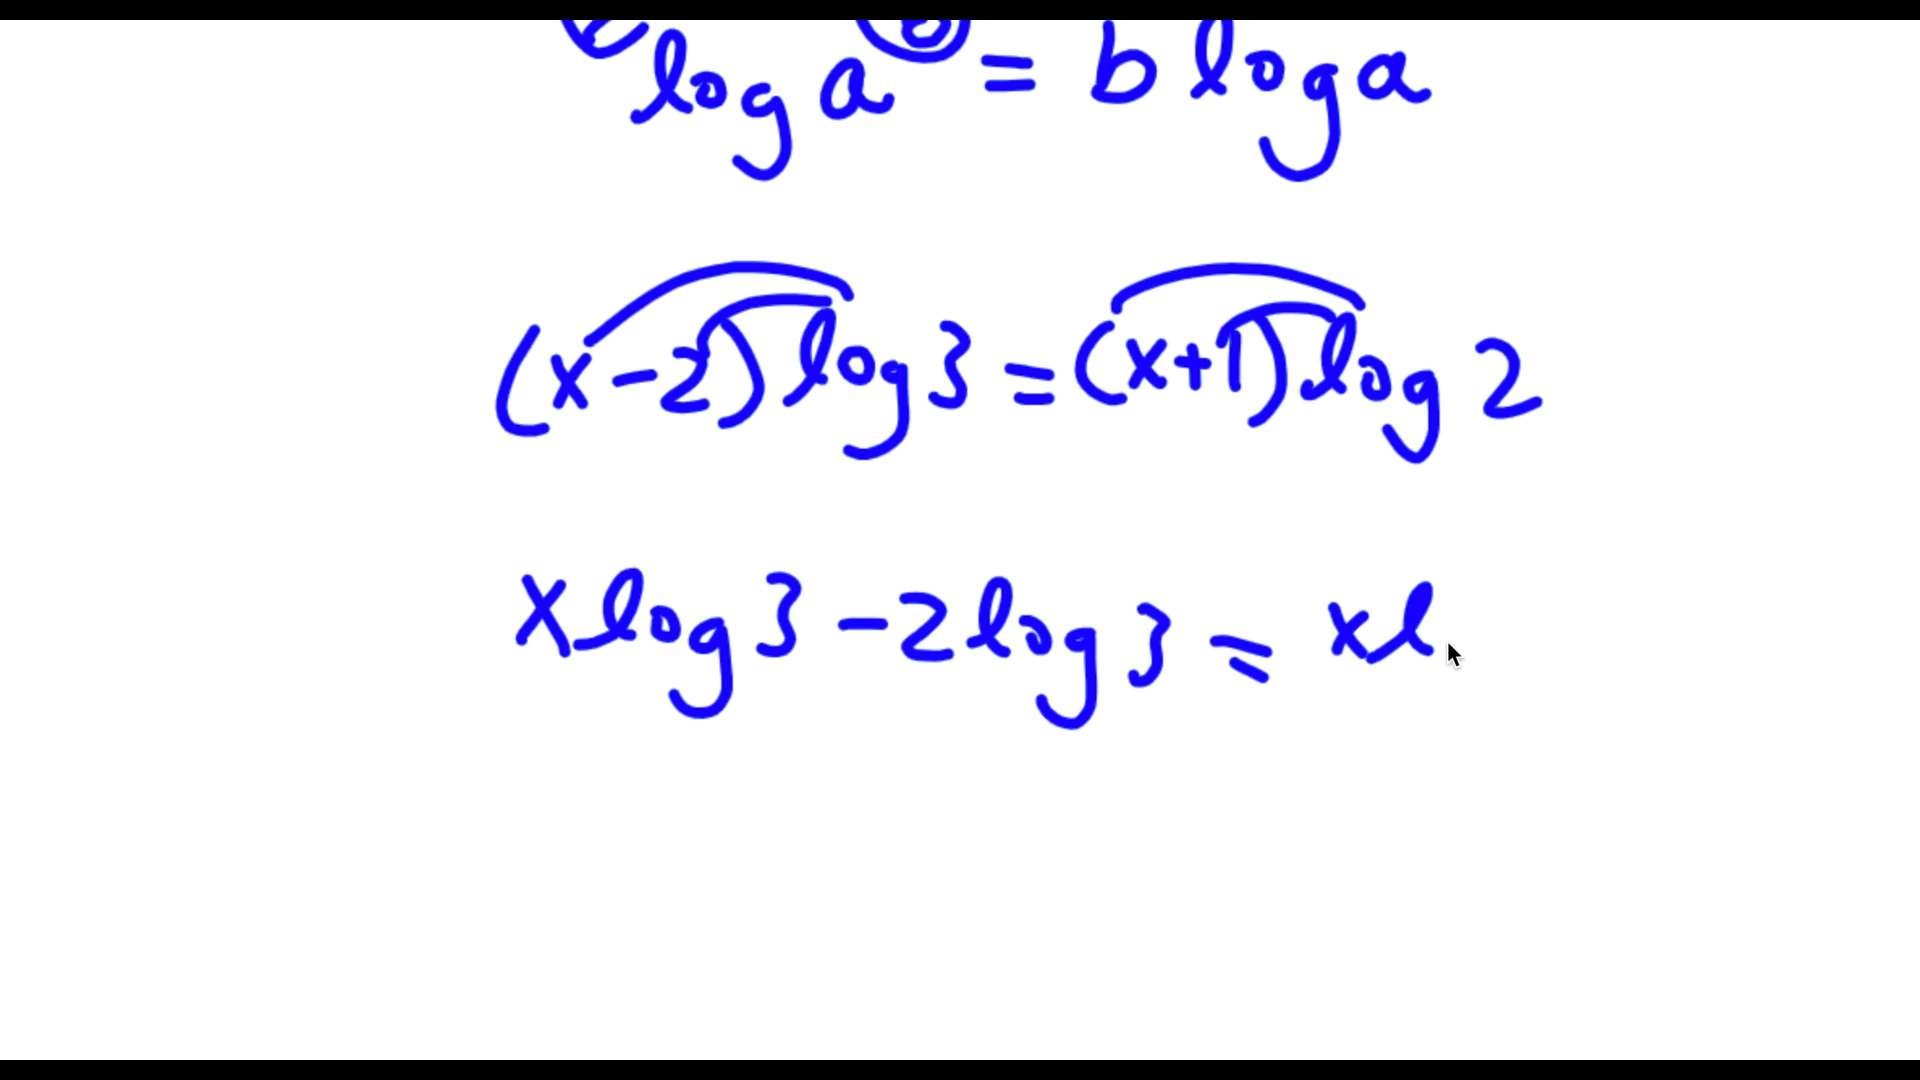 log a^b = b log a
(x-2) log 3 = (x+1) log 2
x log 3 - 2 log 3 = x l